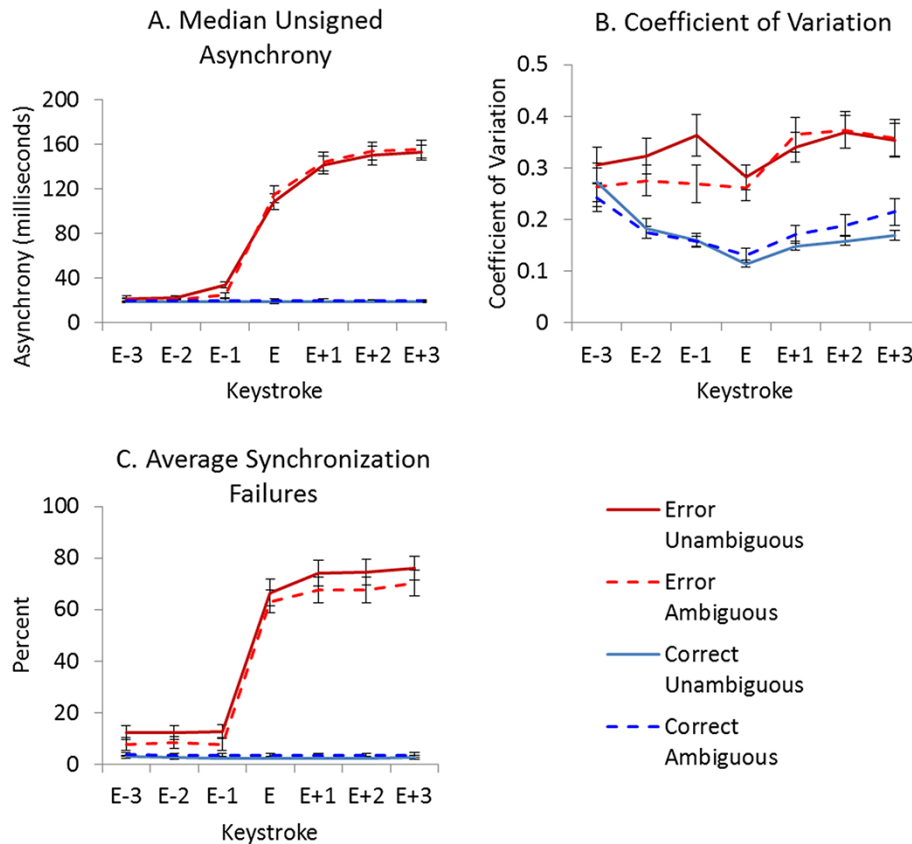 A. Median Unsigned
Asynchrony
Asynchrony (milliseconds)
200
160
120
80
40
0
E-3 E-2 E-1 E E+1 E+2 E+3
Keystroke
B. Coefficient of Variation
Coefficient of Variation
0.5
0.4
0.3
0.2
0.1
0
E-3 E-2 E-1 E E+1 E+2 E+3
Keystroke
C. Average Synchronization
Failures
Percent
100
80
60
40
20
0
E-3 E-2 E-1 E E+1 E+2 E+3
Keystroke
Error
Unambiguous
Error
Ambiguous
Correct
Unambiguous
Correct
Ambiguous